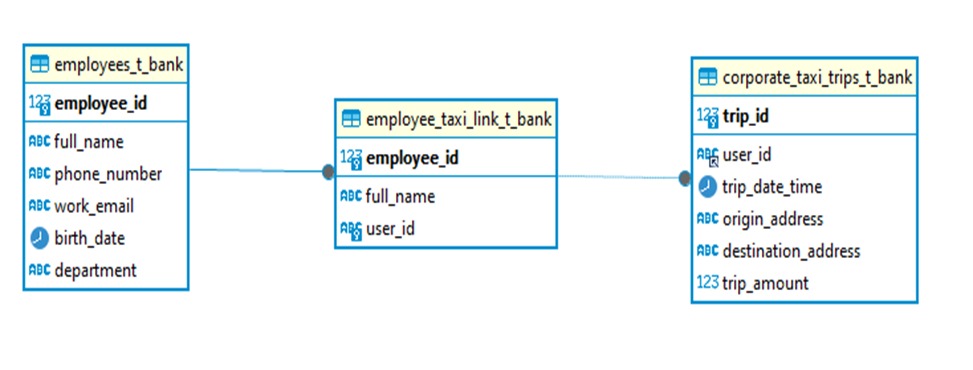 employees_t_bank
123 employee_id
ABC full_name
ABC phone_number
ABC work_email
birth_date
ABC department
employee_taxi_link_t_bank
123 employee_id
ABC full_name
ABC user_id
corporate_taxi_trips_t_bank
123 trip_id
ABC user_id
trip_date_time
ABC origin_address
ABC destination_address
123 trip_amount